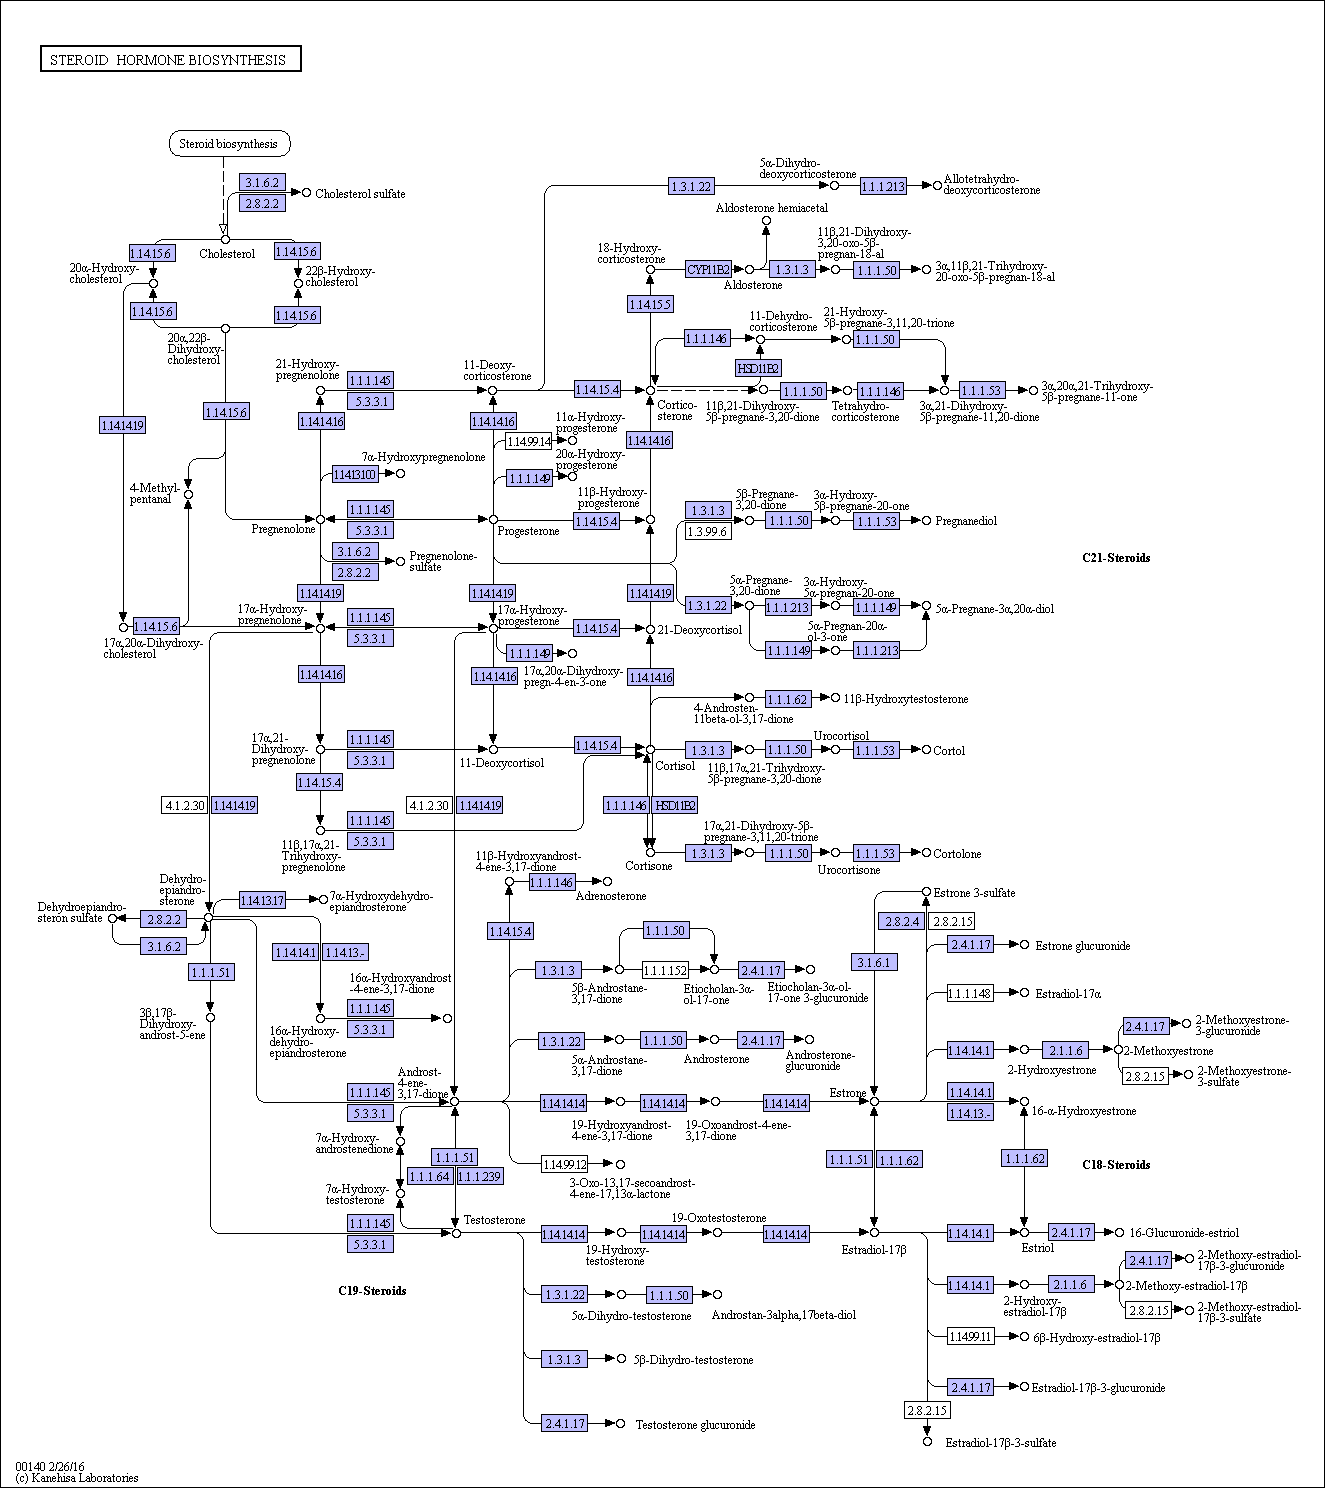 STEROID HORMONE BIOSYNTHESIS
Steroid biosynthesis
3.1.6.2
2.8.2.2
Cholesterol sulfate
Cholesterol
1.14.15.6
1.14.15.6
20α-Hydroxy-
cholesterol
22β-Hydroxy-
cholesterol
1.14.15.6
1.14.15.6
20α,22β-
Dihydroxy-
cholesterol
1.14.14.19
1.14.15.6
4-Methyl-
pentanal
1.14.15.6
17α,20α-Dihydroxy-
cholesterol
5α-Dihydro-
deoxycorticosterone
1.3.1.22
1.1.1.213
Allotetrahydro-
deoxycorticosterone
Aldosterone hemiacetal
18-Hydroxy-
corticosterone
CYP11B2
Aldosterone
1.3.1.3
11β,21-Dihydroxy-
3,20-oxo-5β-
pregnan-18-al
1.1.1.50
3α,11β,21-Trihydroxy-
20-oxo-5β-pregnan-18-al
1.14.15.5
1.1.1.146
11-Dehydro-
corticosterone
21-Hydroxy-
5β-pregnane-3,11,20-trione
1.1.1.50
HSD11B2
21-Hydroxy-
pregnenolone
1.1.1.145
5.3.3.1
11-Deoxy-
corticosterone
1.14.15.4
Cortico-
sterone
11β,21-Dihydroxy-
5β-pregnane-3,20-dione
1.1.1.50
Tetrahydro-
corticosterone
1.1.1.146
3α,21-Dihydroxy-
5β-pregnane-11,20-dione
1.1.1.53
3α,20α,21-Trihydroxy-
5β-pregnane-11-one
1.14.14.16
1.14.14.16
1.14.14.16
11α-Hydroxy-
progesterone
1.14.99.14
20α-Hydroxy-
progesterone
1.1.1.149
7α-Hydroxypregnenolone
1.14.13.100
11β-Hydroxy-
progesterone
Pregnenolone
1.1.1.145
5.3.3.1
Progesterone
1.14.15.4
1.3.1.3
1.3.99.6
5β-Pregnane-
3,20-dione
1.1.1.50
3α-Hydroxy-
5β-pregnane-20-one
1.1.1.53
Pregnanediol
3.1.6.2
2.8.2.2
Pregnenolone-
sulfate
C21-Steroids
1.14.14.19
1.14.14.19
1.14.14.19
5α-Pregnane-
3,20-dione
1.3.1.22
1.1.1.213
3α-Hydroxy-
5α-pregnan-20-one
1.1.1.149
5α-Pregnane-3α,20α-diol
5α-Pregnan-20α-
ol-3-one
1.1.1.149
1.1.1.213
17α-Hydroxy-
pregnenolone
1.1.1.145
5.3.3.1
17α-Hydroxy-
progesterone
1.14.15.4
21-Deoxycortisol
1.1.1.149
17α,20α-Dihydroxy-
pregn-4-en-3-one
1.14.14.16
1.14.14.16
1.14.14.16
4-Androsten-
11beta-ol-3,17-dione
1.1.1.62
11β-Hydroxytestosterone
17α,21-
Dihydroxy-
pregnenolone
1.1.1.145
5.3.3.1
11-Deoxycortisol
1.14.15.4
Cortisol
1.3.1.3
11β,17α,21-Trihydroxy-
5β-pregnane-3,20-dione
1.1.1.50
Urocortisol
1.1.1.53
Cortol
1.14.15.4
4.1.2.30
1.14.14.19
4.1.2.30
1.14.14.19
1.1.1.146
HSD11B2
11β,17α,21-
Trihydroxy-
pregnenolone
1.1.1.145
5.3.3.1
Cortisone
1.3.1.3
17α,21-Dihydroxy-5β-
pregnane-3,11,20-trione
1.1.1.50
Urocortisone
1.1.1.53
Cortolone
Dehydro-
epiandro-
sterone
1.14.13.17
7α-Hydroxydehydro-
epiandrosterone
Dehydroepiandro-
steron sulfate
2.8.2.2
3.1.6.2
1.1.1.51
1.14.14.1
1.14.13.-
16α-Hydroxyandrost
-4-ene-3,17-dione
1.1.1.145
5.3.3.1
16α-Hydroxy-
dehydro-
epiandrosterone
3β,17β-
Dihydroxy-
androst-5-ene
11β-Hydroxyandrost-
4-ene-3,17-dione
1.1.1.146
Adrenosterone
1.14.15.4
1.1.1.50
1.3.1.3
5β-Androstane-
3,17-dione
1.1.1.152
Etiocholan-3α-
ol-17-one
2.4.1.17
Etiocholan-3α-ol-
17-one 3-glucuronide
1.3.1.22
5α-Androstane-
3,17-dione
1.1.1.50
Androsterone
2.4.1.17
Androsterone-
glucuronide
Estrone 3-sulfate
2.8.2.4
2.8.2.15
3.1.6.1
2.4.1.17
Estrone glucuronide
1.1.1.148
Estradiol-17α
1.14.14.1
2-Hydroxyestrone
2.1.1.6
2-Methoxyestrone
2.4.1.17
2-Methoxyestrone-
3-glucuronide
2.8.2.15
2-Methoxyestrone-
3-sulfate
Androst-
4-ene-
3,17-dione
1.1.1.145
5.3.3.1
1.14.14.14
19-Hydroxyandrost-
4-ene-3,17-dione
1.14.14.14
19-Oxoandrost-4-ene-
3,17-dione
1.14.14.14
Estrone
1.14.14.1
1.14.13.-
16-α-Hydroxyestrone
7α-Hydroxy-
androstenedione
1.1.1.51
1.1.1.64
1.1.1.239
1.14.99.12
3-Oxo-13,17-secoandrost-
4-ene-17,13α-lactone
1.1.1.51
1.1.1.62
1.1.1.62
C18-Steroids
7α-Hydroxy-
testosterone
1.1.1.145
5.3.3.1
Testosterone
1.14.14.14
19-Hydroxy-
testosterone
1.14.14.14
19-Oxotestosterone
1.14.14.14
Estradiol-17β
1.14.14.1
Estriol
2.4.1.17
16-Glucuronide-estriol
C19-Steroids
1.3.1.22
5α-Dihydro-testosterone
1.1.1.50
Androstan-3alpha,17beta-diol
1.14.14.1
2-Hydroxy-
estradiol-17β
2.1.1.6
2-Methoxy-estradiol-17β
2.4.1.17
2-Methoxy-estradiol-
17β-3-glucuronide
2.8.2.15
2-Methoxy-estradiol-
17β-3-sulfate
1.14.99.11
6β-Hydroxy-estradiol-17β
1.3.1.3
5β-Dihydro-testosterone
2.4.1.17
Estradiol-17β-3-glucuronide
2.4.1.17
Testosterone glucuronide
2.8.2.15
Estradiol-17β-3-sulfate
00140 2/26/16
(c) Kanehisa Laboratories